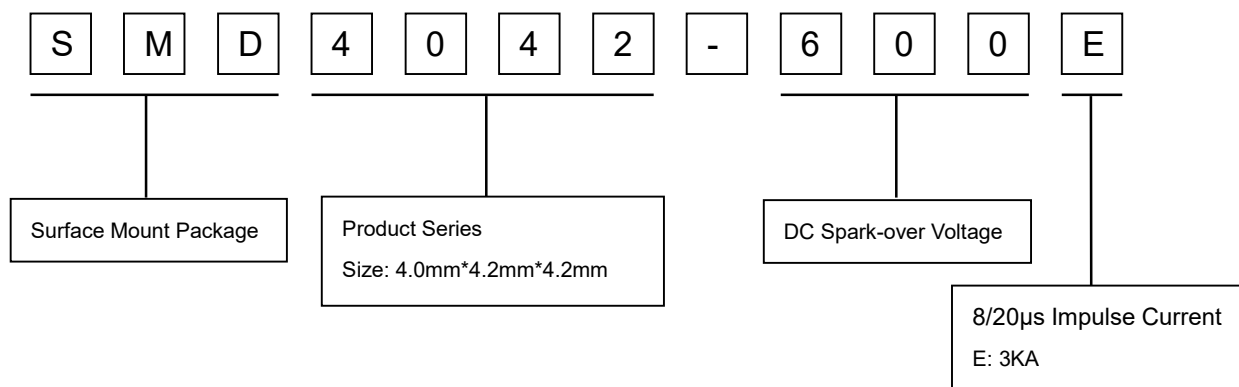 S M D 4 0 4 2 - 6 0 0 E
Surface Mount Package
Product Series
Size: 4.0mm*4.2mm*4.2mm
DC Spark-over Voltage
8/20μs Impulse Current
E: 3KA